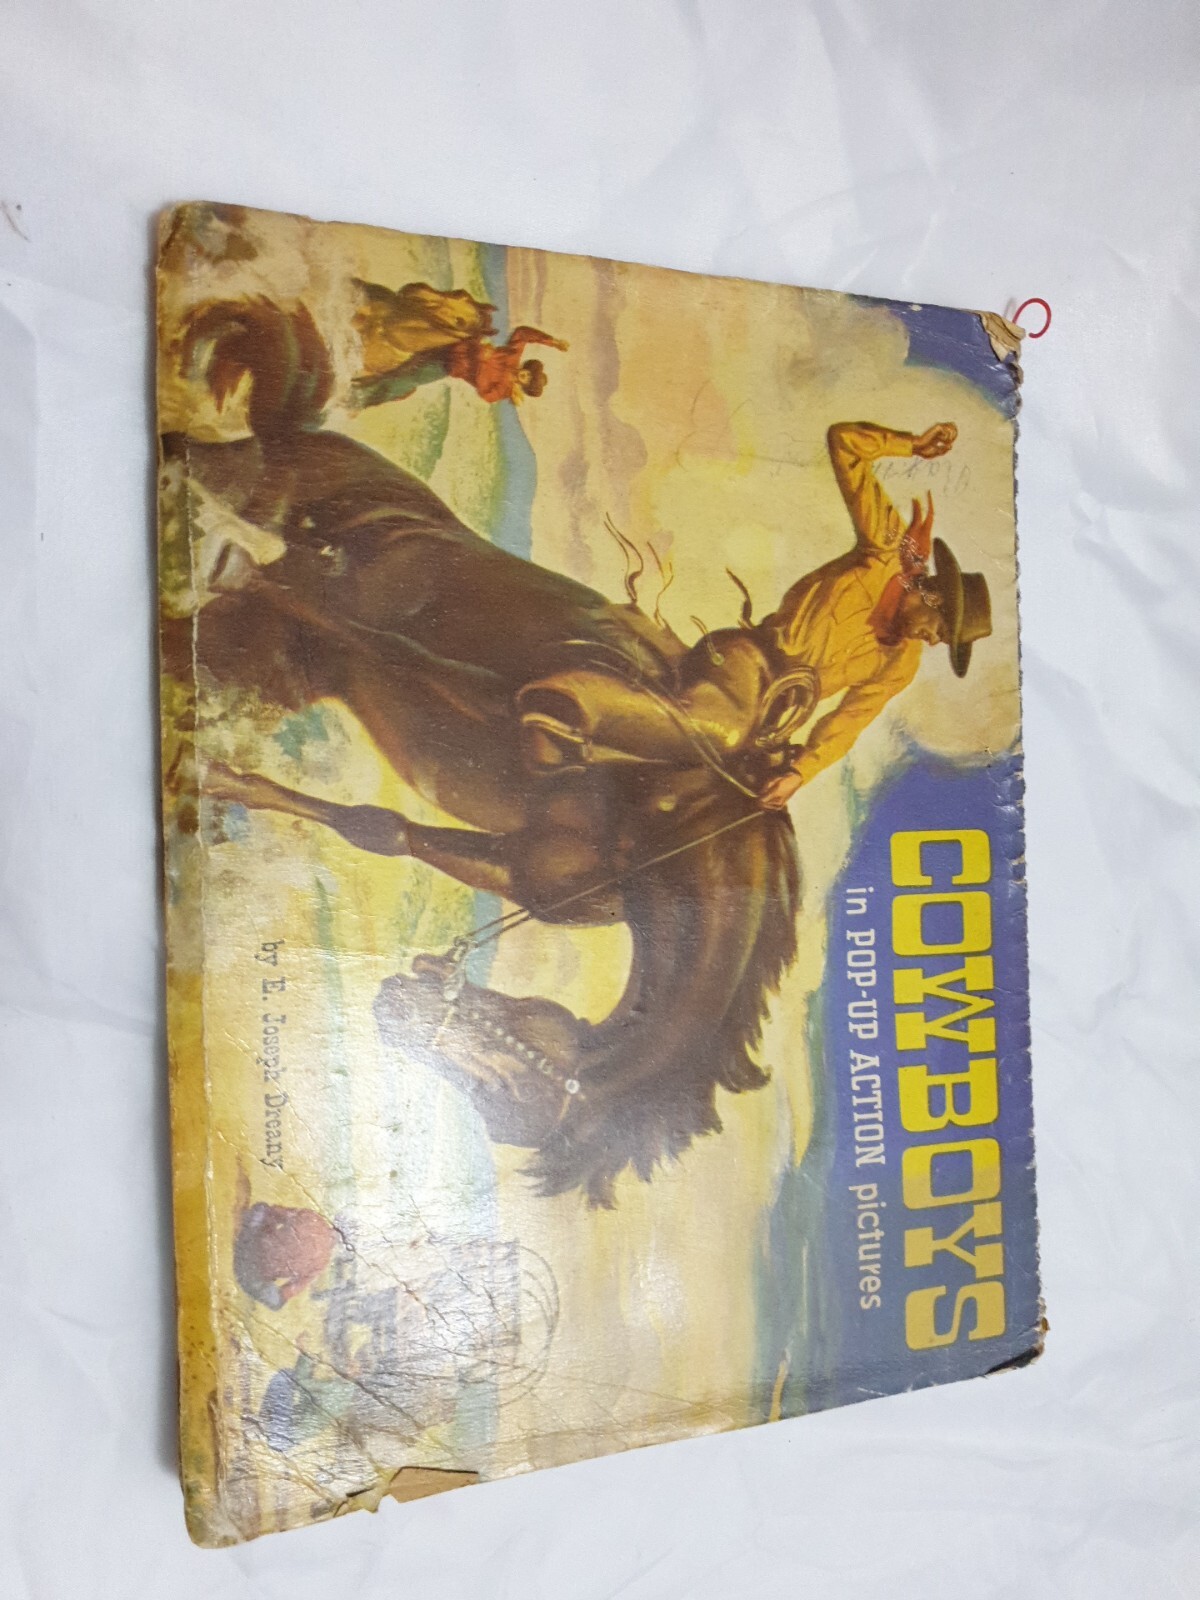 COWBOYS
in POP-UP ACTION pictures
by E. Joseph Dreany